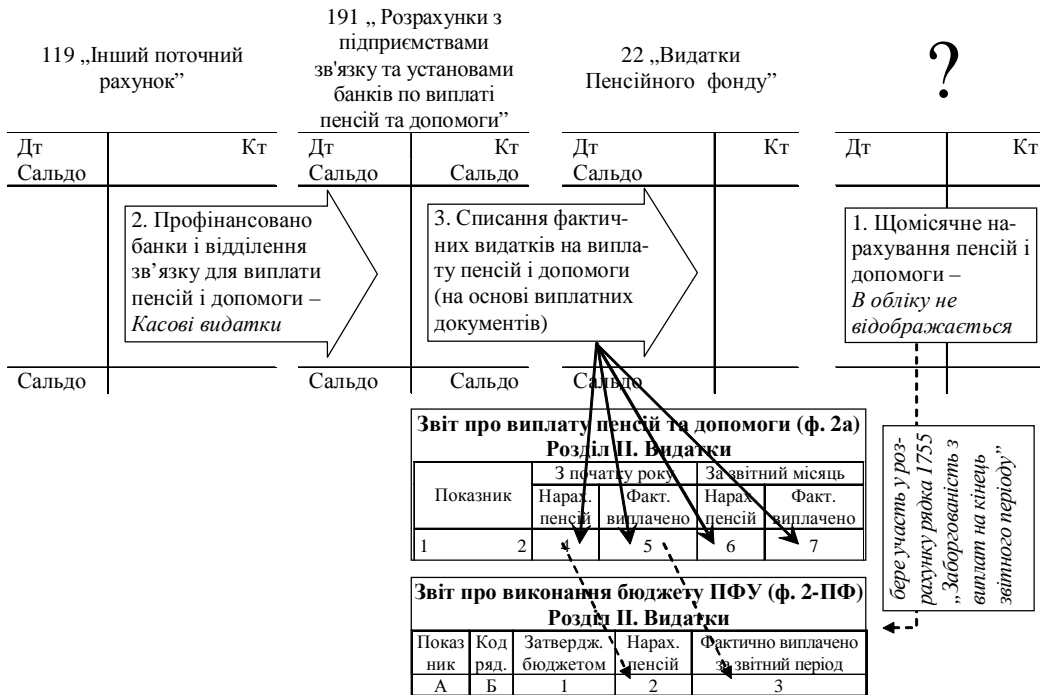 119 „Інший поточний
рахунок”
191 „ Розрахунки з
підприємствами
зв'язку та установами
банків по виплаті
пенсій та допомоги”
22 „Видатки
Пенсійного фонду”
?
Дт Кт
Сальдо
Дт Кт
Сальдо Сальдо
Дт Кт
Сальдо
Дт Кт
2. Профінансовано
банки і відділення
зв’язку для виплати
пенсій і допомоги –
Касові видатки
3. Списання фактич-
них видатків на випла-
ту пенсій і допомоги
(на основі виплатних
документів)
1. Щомісячне на-
рахування пенсій і
допомоги –
В обліку не
відображається
Сальдо
Сальдо Сальдо
Сальдо
Звіт про виплату пенсій та допомоги (ф. 2а)
Розділ ІІ. Видатки
Показник
З початку року За звітний місяць
Нарах. Факт. Нарах. Факт.
пенсій виплачено пенсій виплачено
1 2 4 5 6 7
бере участь у роз-
рахунку рядка 1755
„Заборгованість з
виплат на кінець
звітного періоду”
Звіт про виконання бюджету ПФУ (ф. 2-ПФ)
Розділ ІІ. Видатки
Показ Код Затвердж. Нарах. Фактично виплачено
ник ряд. бюджетом пенсій за звітний період
А Б 1 2 3